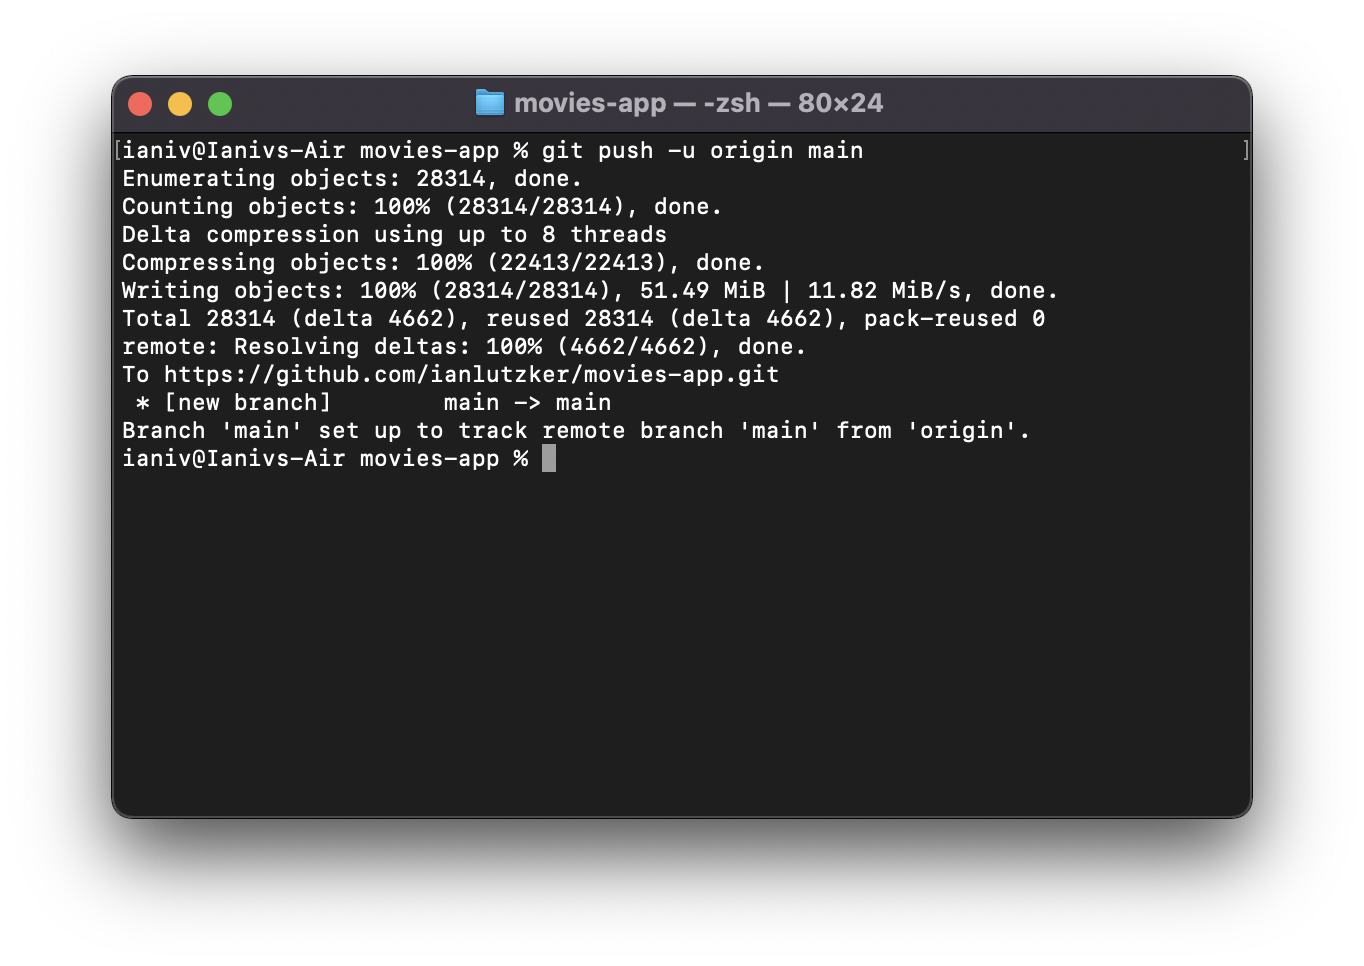 movies-app — -zsh — 80×24
[ianiv@Ianivs-Air movies-app % git push -u origin main ]
Enumerating objects: 28314, done.
Counting objects: 100% (28314/28314), done.
Delta compression using up to 8 threads
Compressing objects: 100% (22413/22413), done.
Writing objects: 100% (28314/28314), 51.49 MiB | 11.82 MiB/s, done.
Total 28314 (delta 4662), reused 28314 (delta 4662), pack-reused 0
remote: Resolving deltas: 100% (4662/4662), done.
To https://github.com/ianlutzker/movies-app.git
 * [new branch]        main -> main
Branch 'main' set up to track remote branch 'main' from 'origin'.
ianiv@Ianivs-Air movies-app %